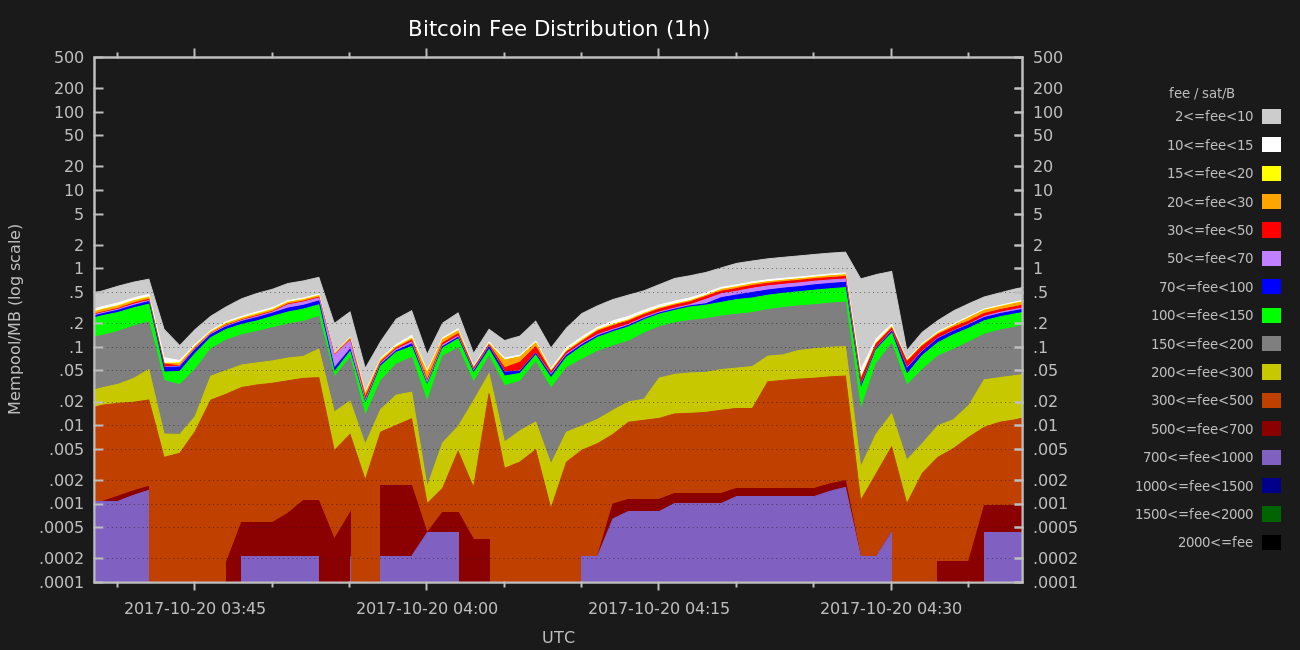 Bitcoin Fee Distribution (1h)
500 500
200 200
100 100
50 50
20 20
10 10
5 5
2 2
1 1
.5 .5
.2 .2
.1 .1
.05 .05
.02 .02
.01 .01
.005 .005
.002 .002
.001 .001
.0005 .0005
.0002 .0002
.0001 .0001
Mempool/MB (log scale)
2017-10-20 03:45 2017-10-20 04:00 2017-10-20 04:15 2017-10-20 04:30
UTC
fee / sat/B
2<=fee<10
10<=fee<15
15<=fee<20
20<=fee<30
30<=fee<50
50<=fee<70
70<=fee<100
100<=fee<150
150<=fee<200
200<=fee<300
300<=fee<500
500<=fee<700
700<=fee<1000
1000<=fee<1500
1500<=fee<2000
2000<=fee